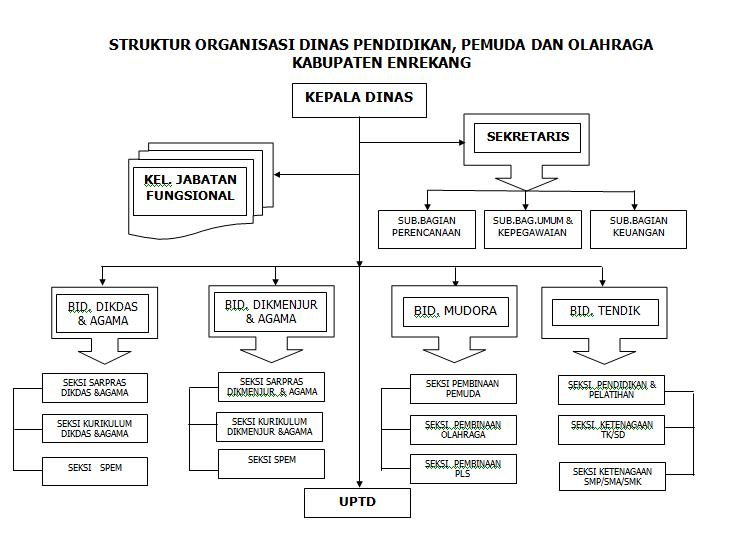 STRUKTUR ORGANISASI DINAS PENDIDIKAN, PEMUDA DAN OLAHRAGA
KABUPATEN ENREKANG
KEPALA DINAS
SEKRETARIS
KEL. JABATAN
FUNGSIONAL
SUB.BAGIAN
PERENCANAAN
SUB.BAG.UMUM &
KEPEGAWAIAN
SUB.BAGIAN
KEUANGAN
BID. DIKDAS
& AGAMA
BID. DIKMENJUR
& AGAMA
BID. MUDORA
BID. TENDIK
SEKSI SARPRAS
DIKDAS &AGAMA
SEKSI KURIKULUM
DIKDAS &AGAMA
SEKSI SPEM
SEKSI SARPRAS
DIKMENJUR & AGAMA
SEKSI KURIKULUM
DIKMENJUR &AGAMA
SEKSI SPEM
SEKSI PEMBINAAN
PEMUDA
SEKSI PEMBINAAN
OLAHRAGA
SEKSI PEMBINAAN
PLS
SEKSI PENDIDIKAN &
PELATIHAN
SEKSI KETENAGAAN
TK/SD
SEKSI KETENAGAAN
SMP/SMA/SMK
UPTD